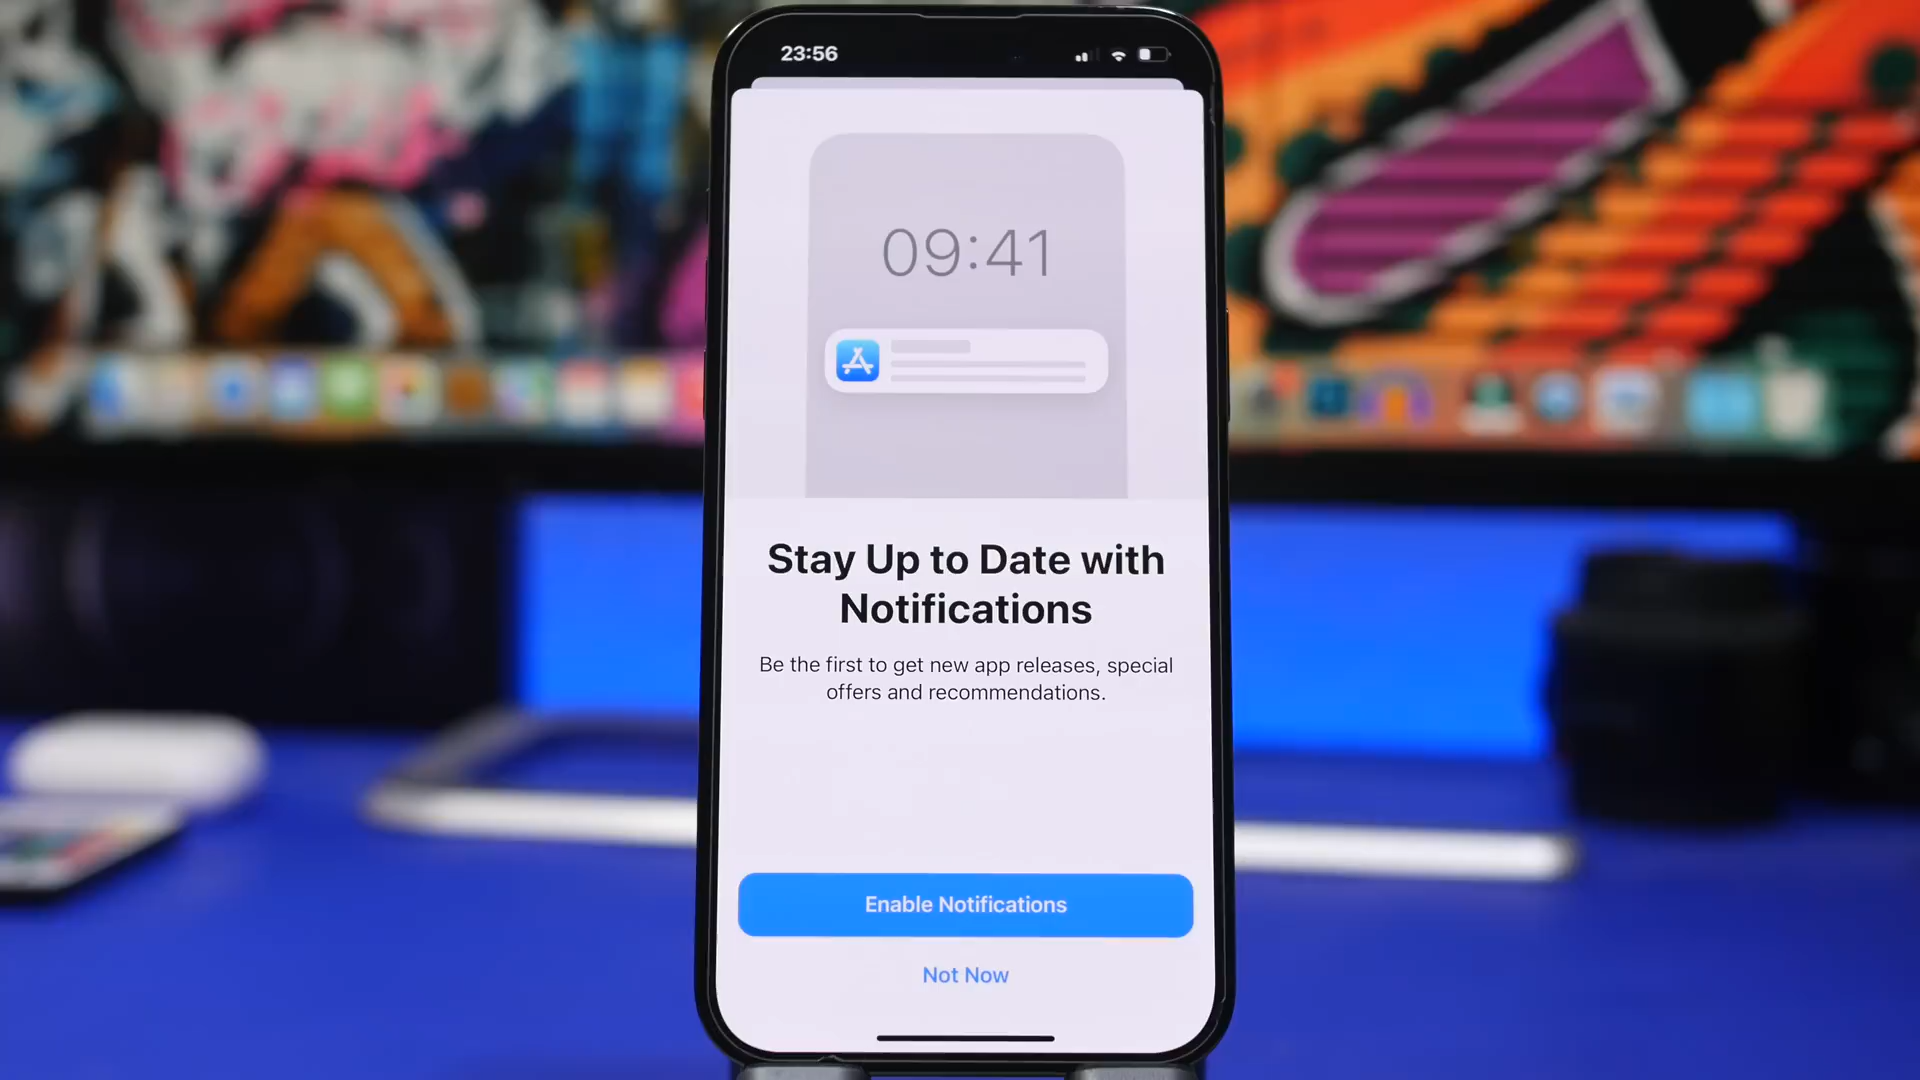 23:56
09:41
Stay Up to Date with
Notifications
Be the first to get new app releases, special
offers and recommendations.
Enable Notifications
Not Now